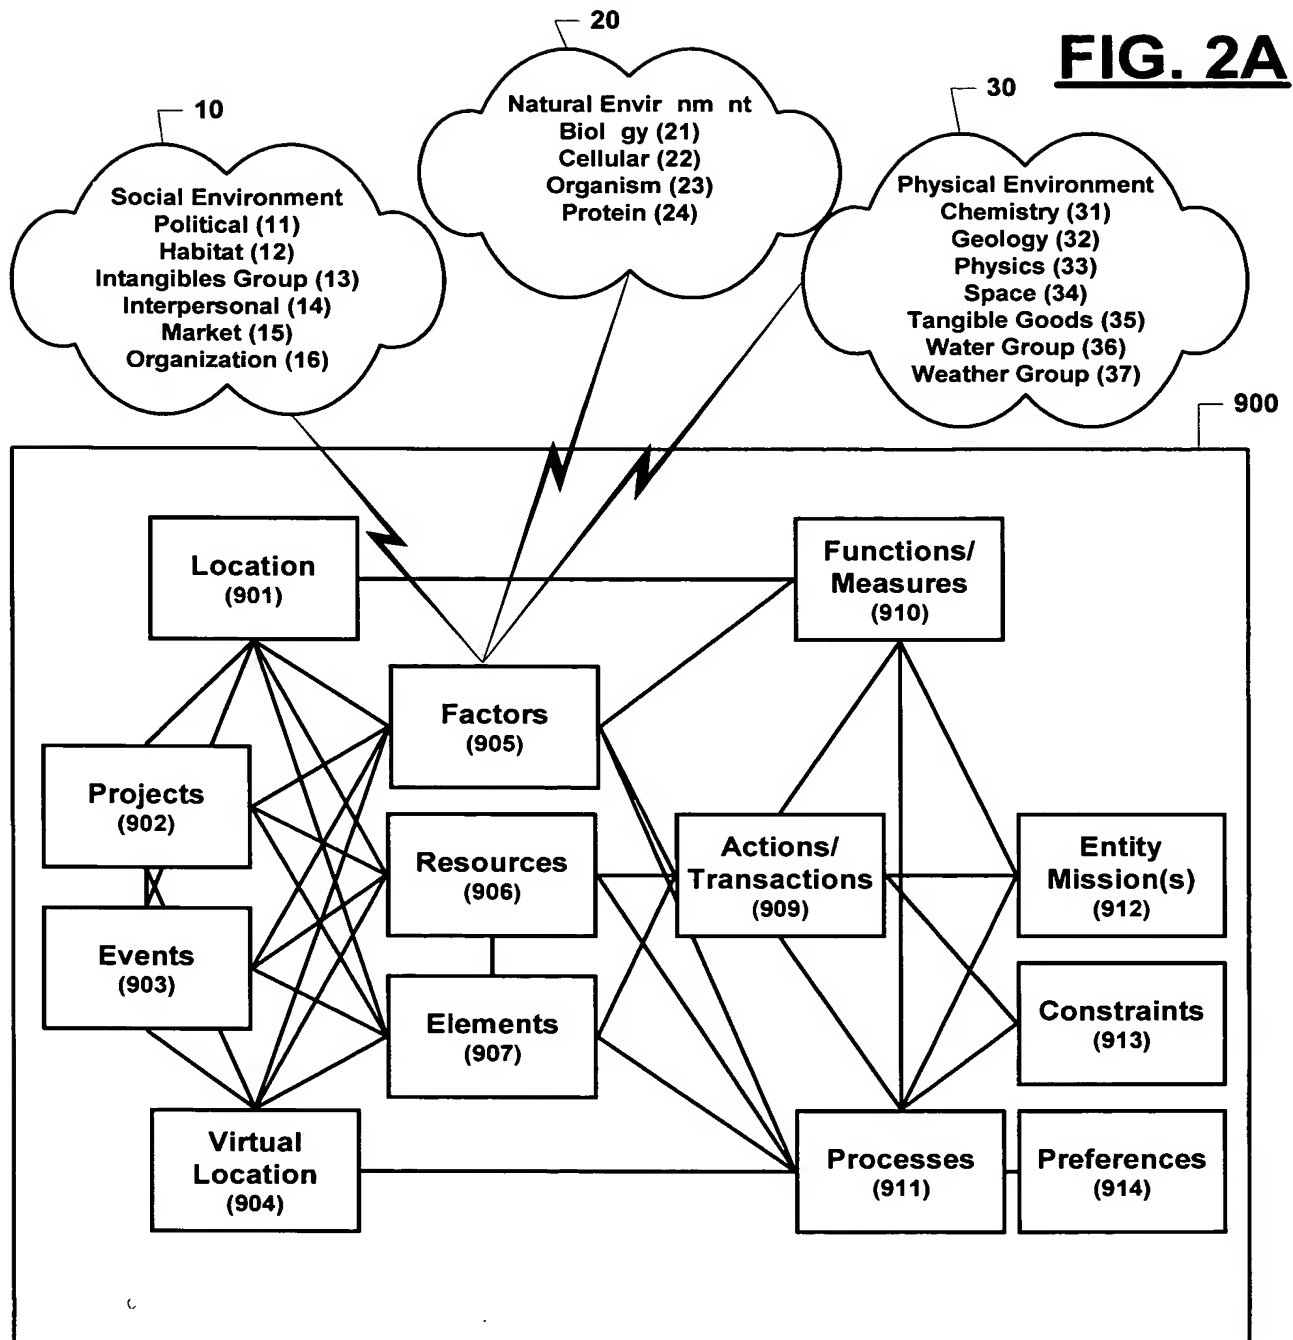 FIG. 2A
20
10
30
Social Environment
Political (11)
Habitat (12)
Intangibles Group (13)
Interpersonal (14)
Market (15)
Organization (16)
Natural Envir nm nt
Biol gy (21)
Cellular (22)
Organism (23)
Protein (24)
Physical Environment
Chemistry (31)
Geology (32)
Physics (33)
Space (34)
Tangible Goods (35)
Water Group (36)
Weather Group (37)
900
Location
(901)
Functions/
Measures
(910)
Factors
(905)
Projects
(902)
Resources
(906)
Actions/
Transactions
(909)
Entity
Mission(s)
(912)
Events
(903)
Elements
(907)
Constraints
(913)
Virtual
Location
(904)
Processes
(911)
Preferences
(914)